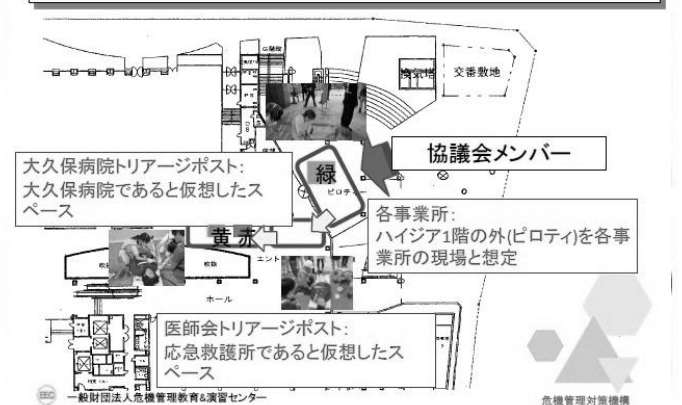 換気塔
交番敷地
協議会メンバー
大久保病院トリアージポスト:
大久保病院であると仮想したス
ペース
緑
ピロティ
各事業所:
ハイジア1階の外(ピロティ)を各事
業所の現場と想定
黄 赤
吹抜
エント
ホール
医師会トリアージポスト:
応急救護所であると仮想したス
ペース
EEC
一般財団法人危機管理教育&演習センター
危機管理対策機構